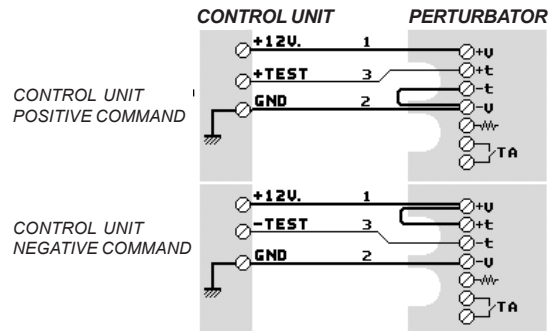 CONTROL UNIT PERTURBATOR
+12V. 1 +v
+TEST 3 +t
-t
GND 2 -v
CONTROL UNIT
POSITIVE COMMAND
TA
+12V. 1 +v
-TEST 3 +t
-t
GND 2 -v
CONTROL UNIT
NEGATIVE COMMAND
TA